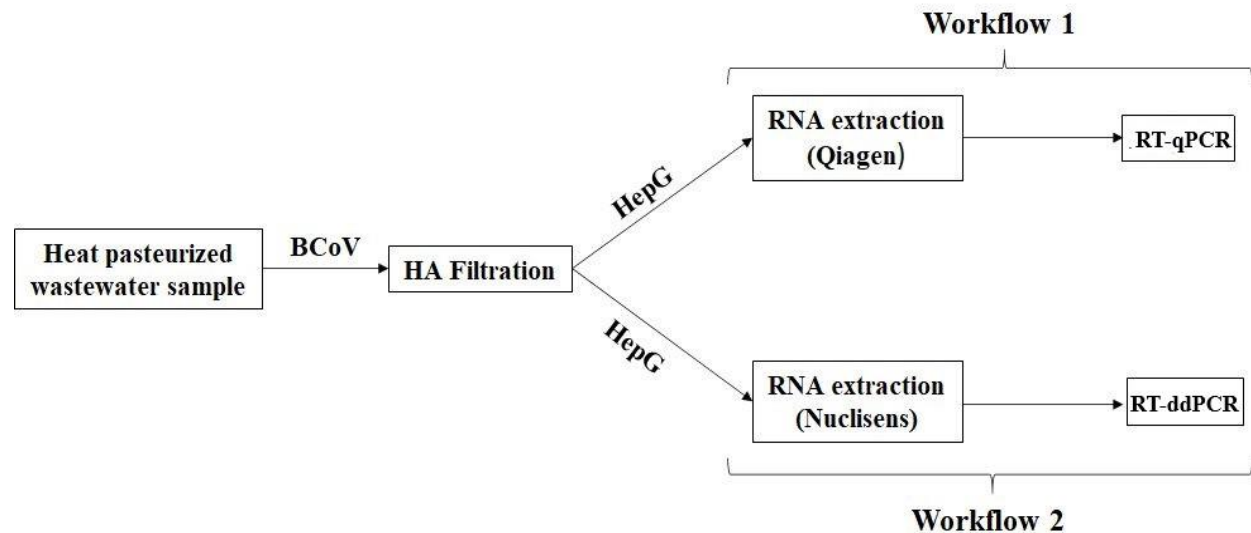 Workflow 1
RNA extraction
(Qiagen)
RT-qPCR
HepG
Heat pasteurized
wastewater sample
BCoV
HA Filtration
HepG
RNA extraction
(Nuclisens)
RT-ddPCR
Workflow 2